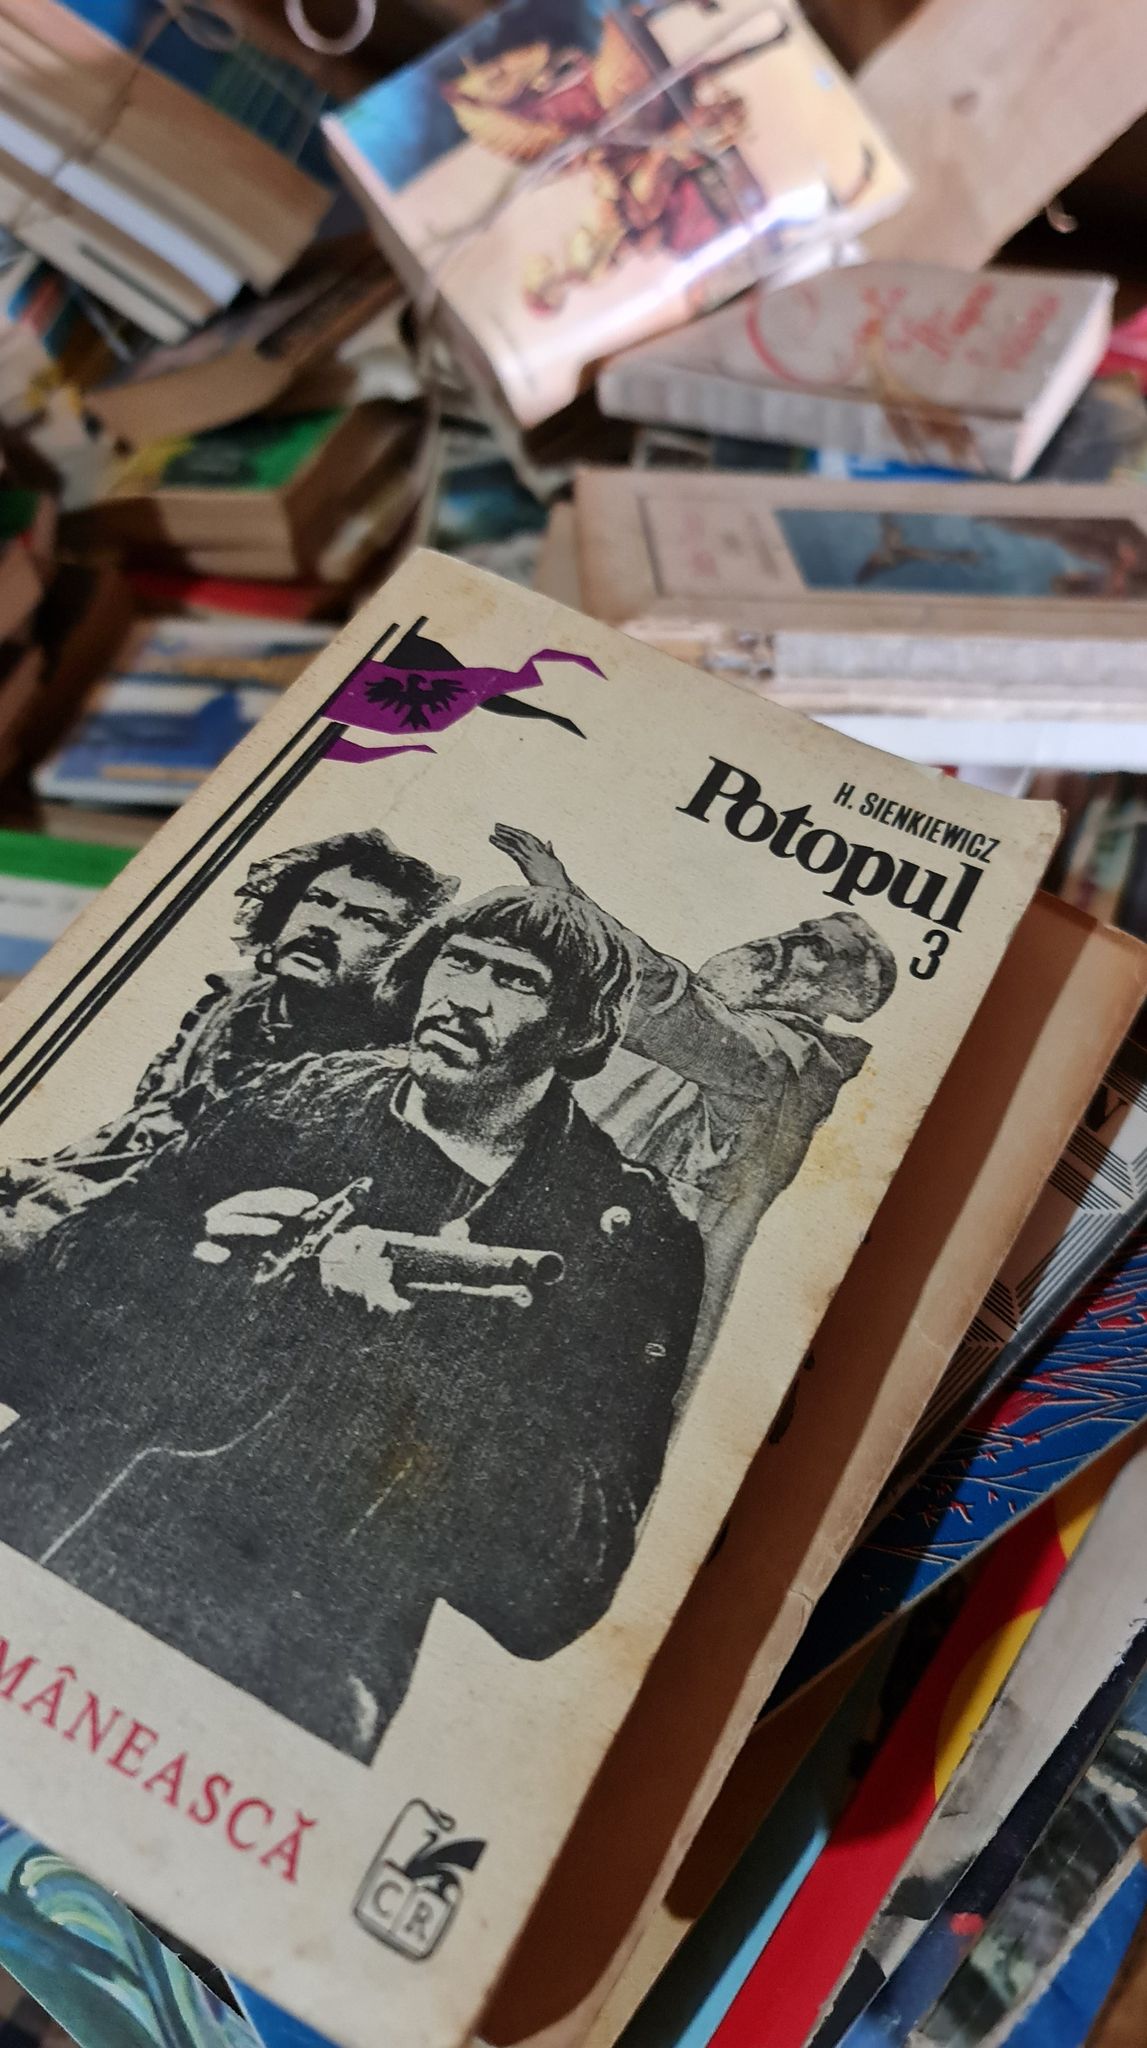 H. SIENKIEWICZ
Potopul
3
MÂNEASCĂ
CR